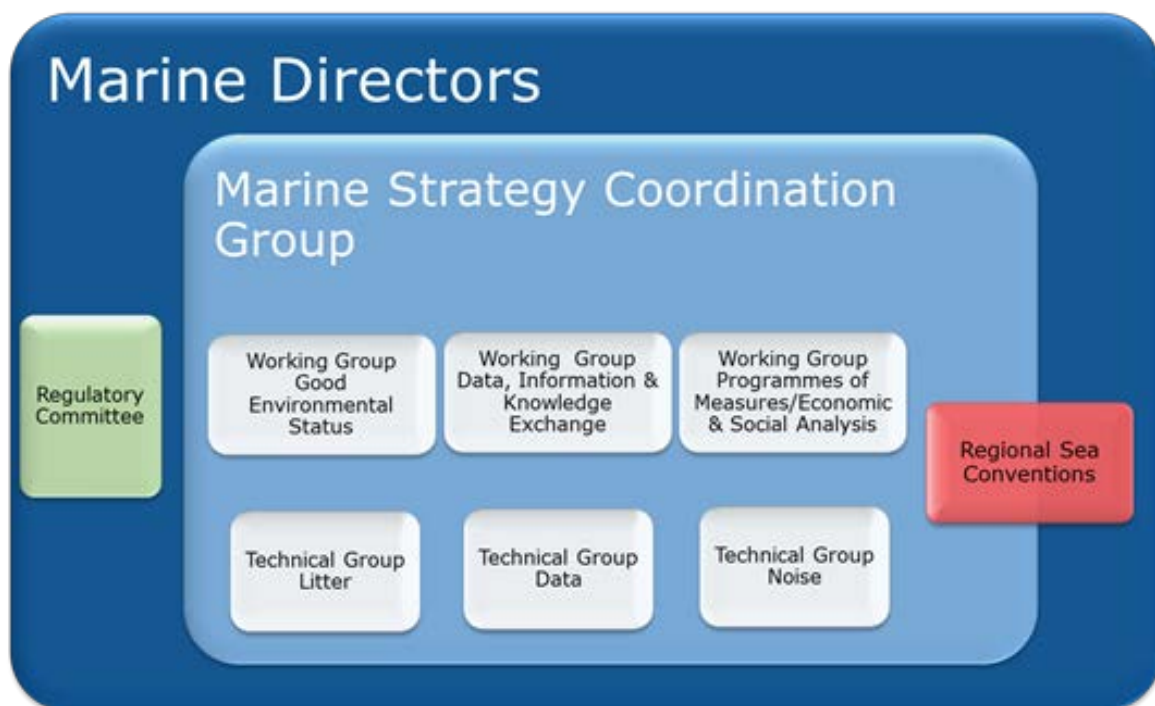 Marine Directors
Marine Strategy Coordination
Group
Regulatory
Committee
Working Group
Good
Environmental
Status
Working Group
Data, Information &
Knowledge
Exchange
Working Group
Programmes of
Measures/Economic
& Social Analysis
Regional Sea
Conventions
Technical Group
Litter
Technical Group
Data
Technical Group
Noise